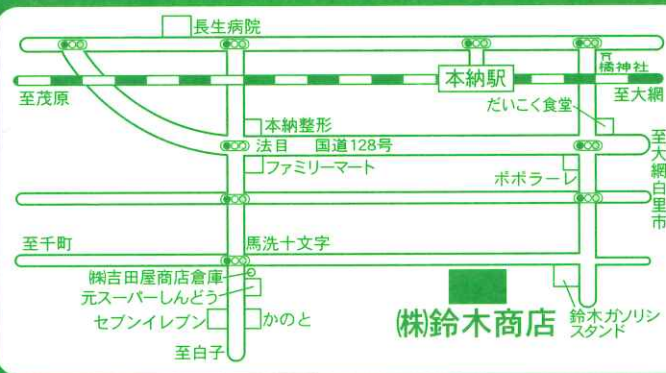 長生病院
橘神社
本納駅
至茂原
至大網
だいこく食堂
本納整形
法目 国道128号
ファミリーマート
ポポラーレ
至大網白里市
至千町
馬洗十文字
㈱吉田屋商店倉庫
元スーパーしんどう
セブンイレブン
かのと
至白子
㈱鈴木商店
鈴木ガソリン
スタンド